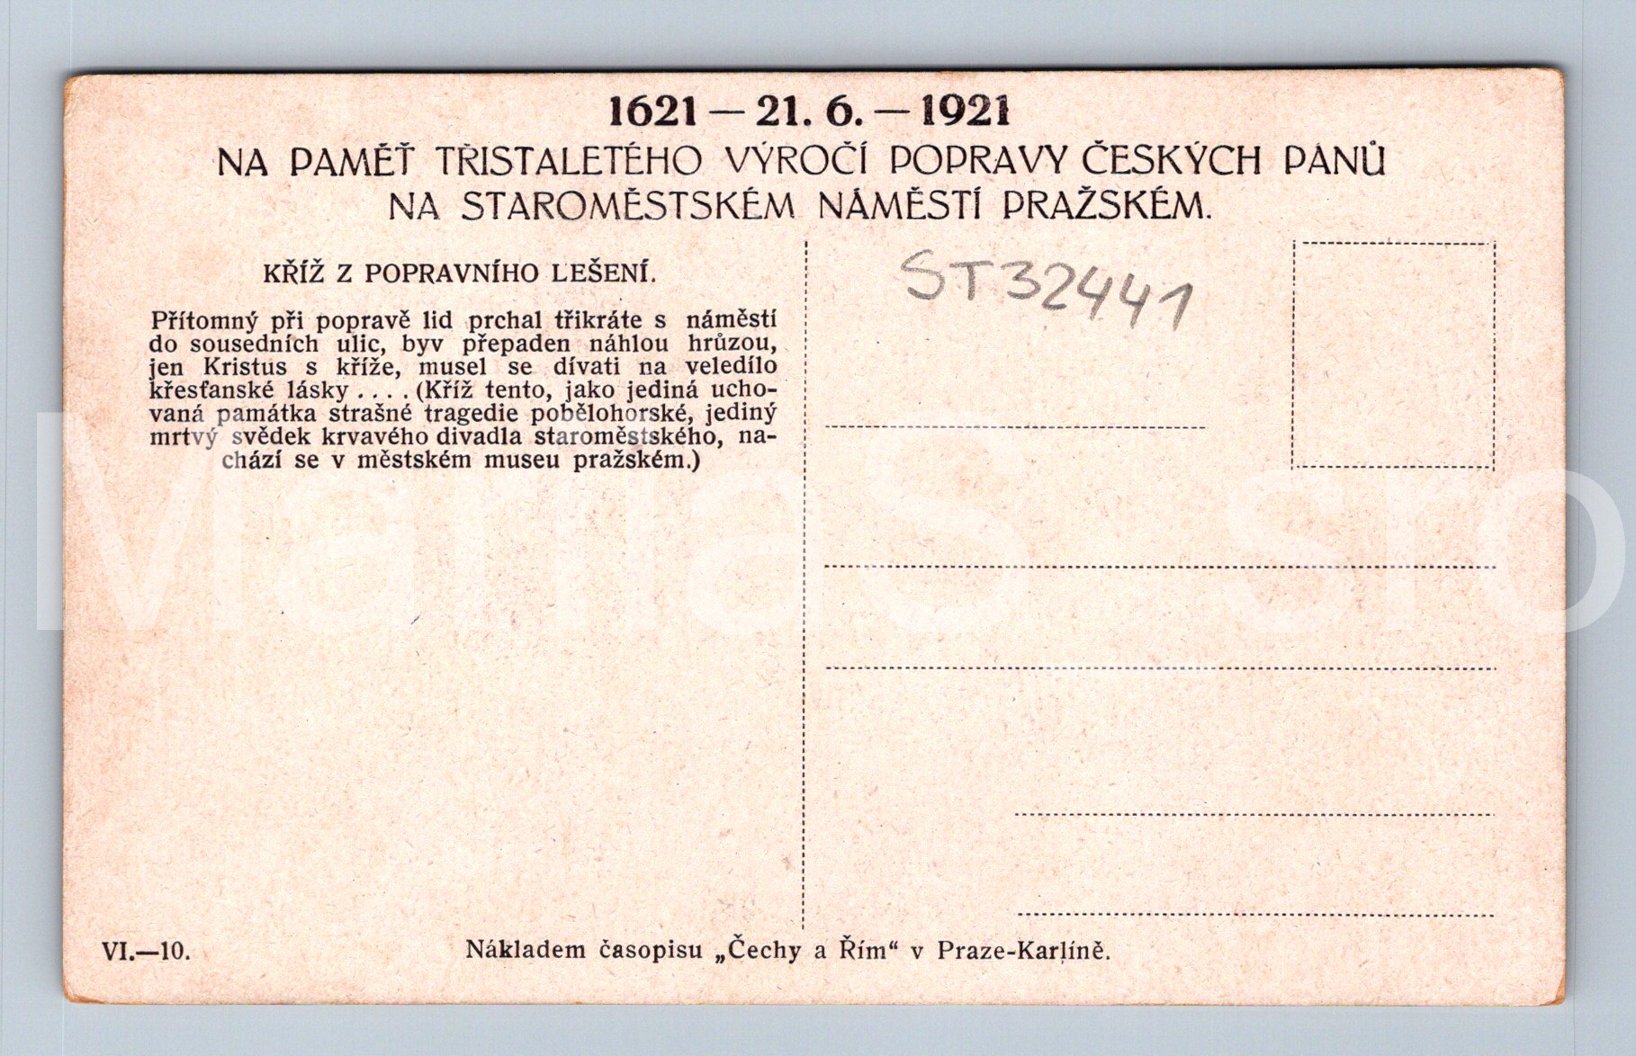 1621 — 21. 6. — 1921
NA PAMĚŤ TŘISTALETÉHO VÝROČÍ POPRAVY ČESKÝCH PÁNŮ
NA STAROMĚSTSKÉM NÁMĚSTÍ PRAŽSKÉM.
KŘÍŽ Z POPRAVNÍHO LEŠENÍ.
Přítomný při popravě lid prchal třikráte s náměstí
do sousedních ulic, byv přepaden náhlou hrůzou,
jen Kristus s kříže, musel se dívati na veledílo
křesťanské lásky . . . . (Kříž tento, jako jediná ucho-
vaná památka strašné tragedie pobělohorské, jediný
mrtvý svědek krvavého divadla staroměstského, na-
chází se v městském museu pražském.)
ST32441
VI.—10.
Nákladem časopisu „Čechy a Řím“ v Praze-Karlíně.